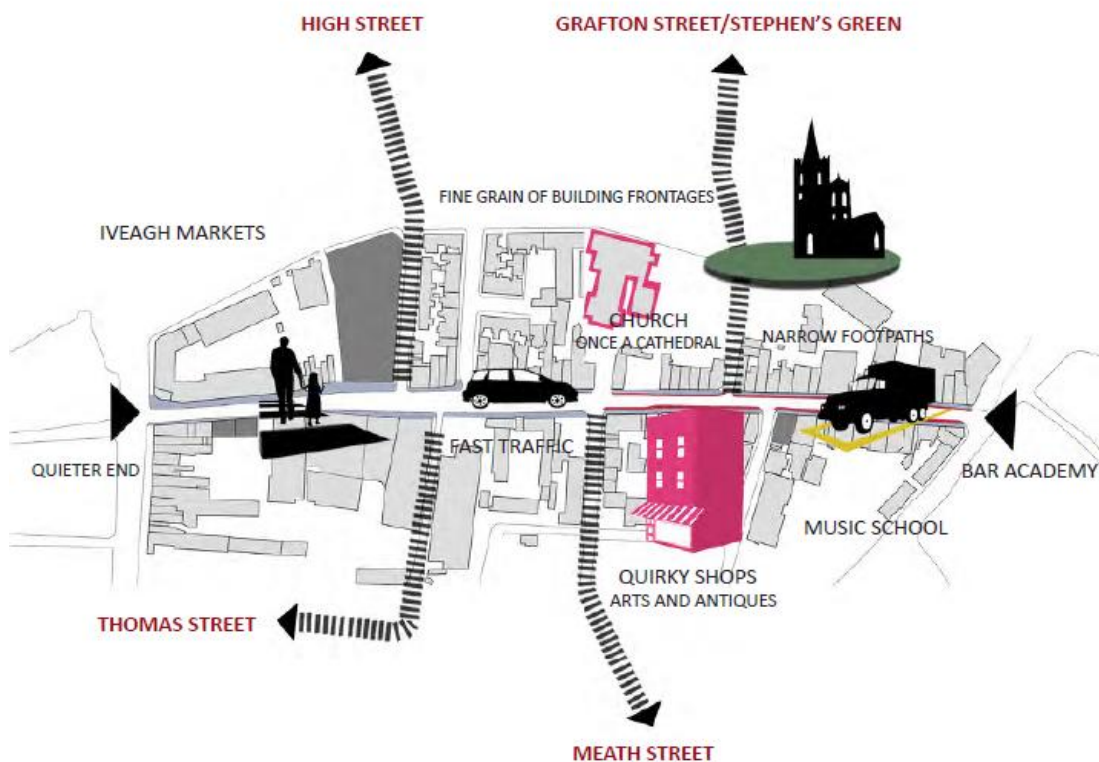 HIGH STREET
GRAFTON STREET/STEPHEN'S GREEN
FINE GRAIN OF BUILDING FRONTAGES
IVEAGH MARKETS
CHURCH
ONCE A CATHEDRAL
NARROW FOOTPATHS
QUIETER END
FAST TRAFFIC
BAR ACADEMY
MUSIC SCHOOL
QUIRKY SHOPS
ARTS AND ANTIQUES
THOMAS STREET
MEATH STREET